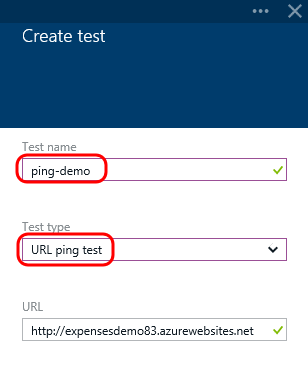 Create test
Test name
ping-demo
Test type
URL ping test
URL
http://expensesdemo83.azurewebsites.net